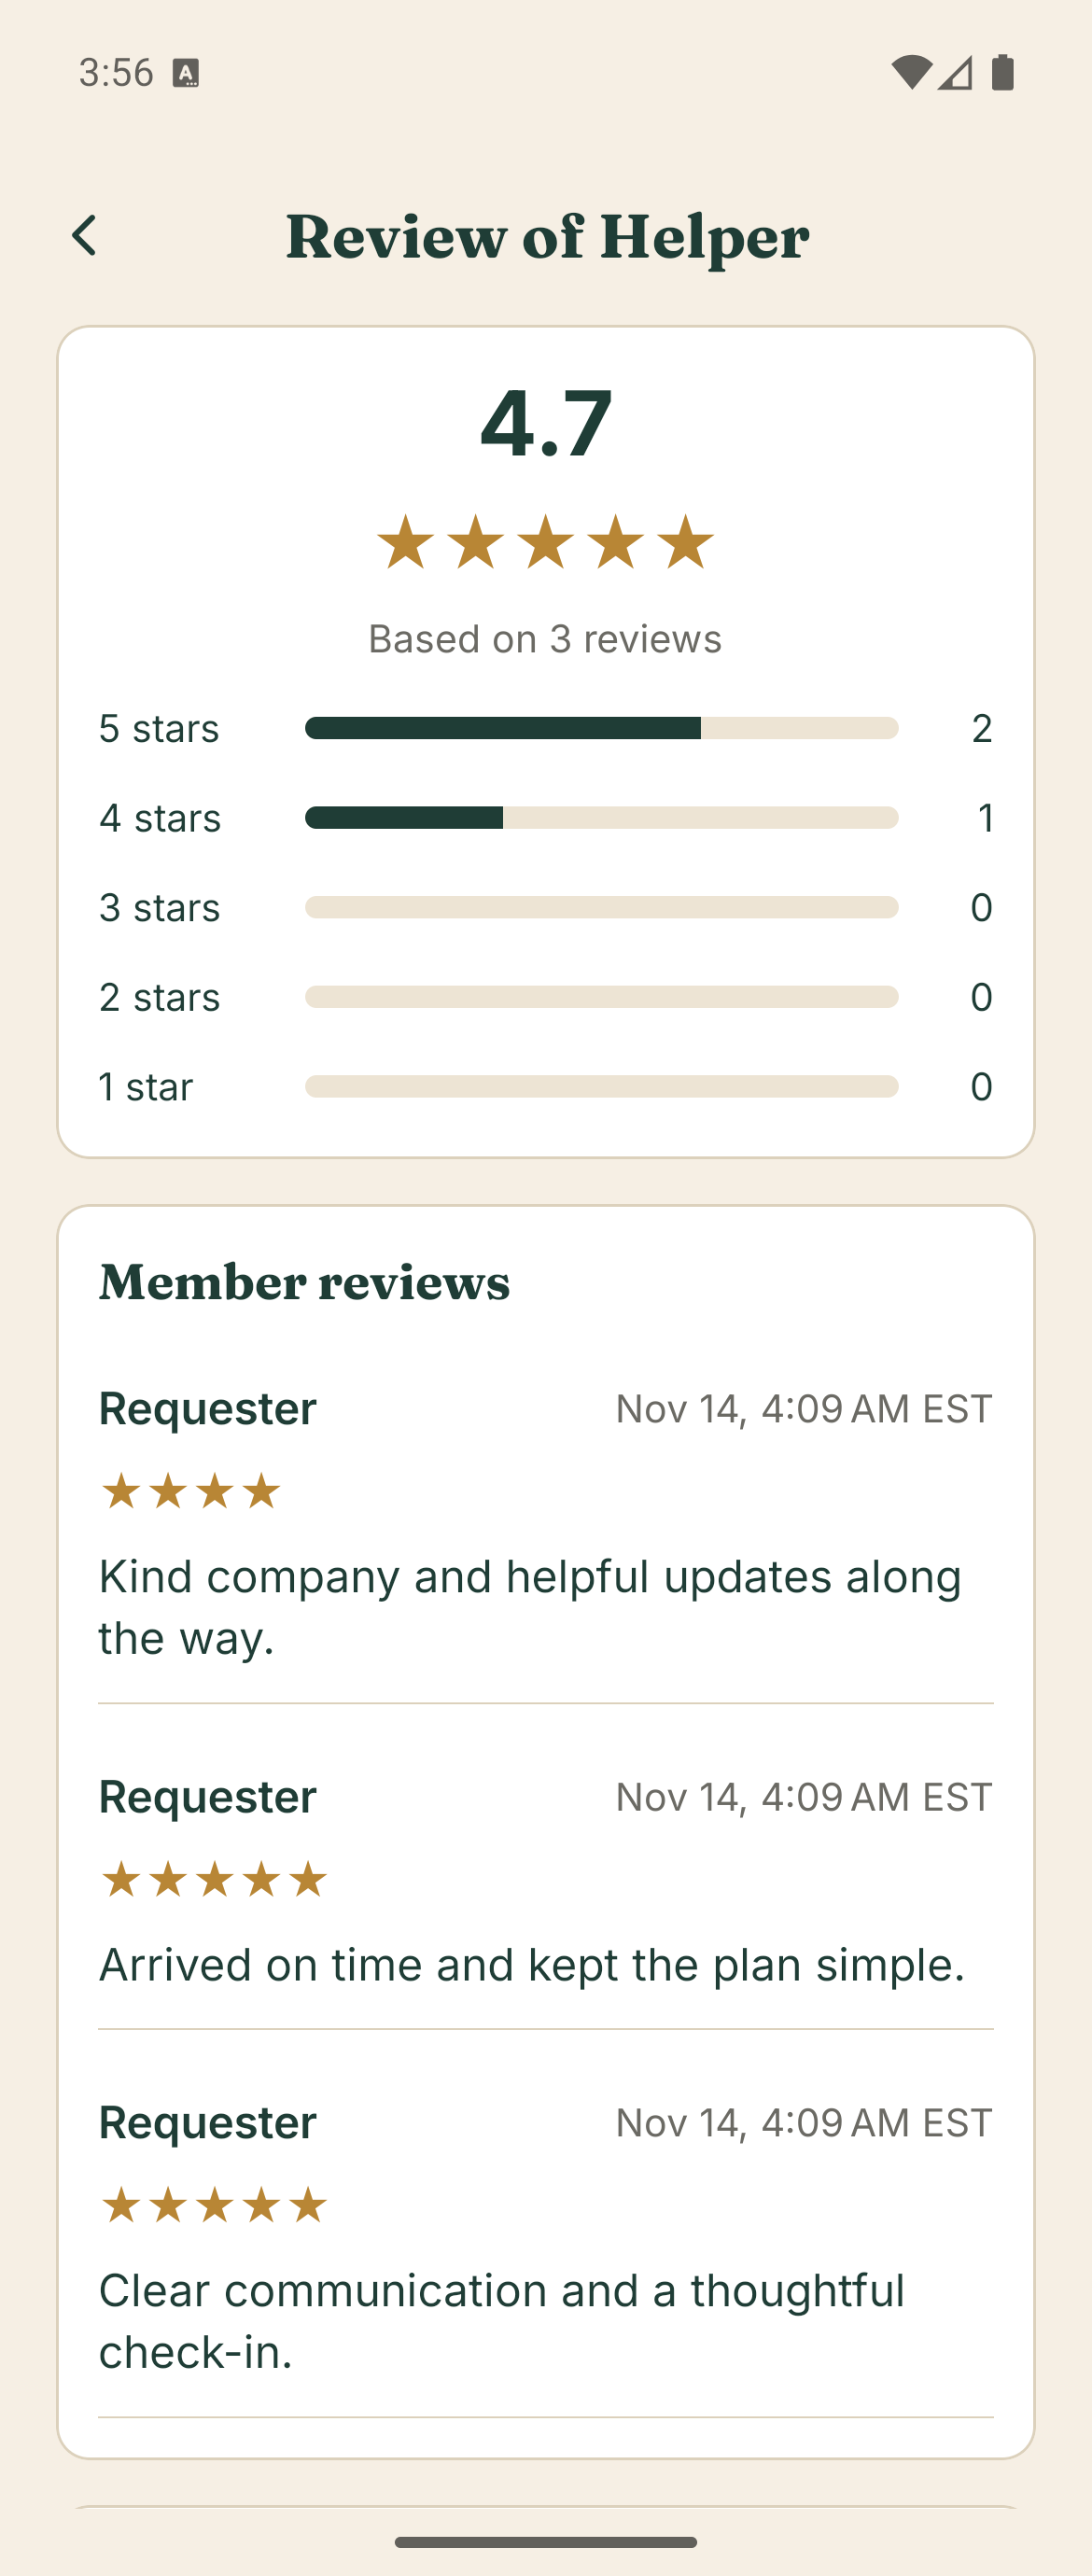 3:56
Review of Helper
4.7
★★★★★
Based on 3 reviews
5 stars 2
4 stars 1
3 stars 0
2 stars 0
1 star 0
Member reviews
Requester Nov 14, 4:09 AM EST
★★★★
Kind company and helpful updates along
the way.
Requester Nov 14, 4:09 AM EST
★★★★★
Arrived on time and kept the plan simple.
Requester Nov 14, 4:09 AM EST
★★★★★
Clear communication and a thoughtful
check-in.